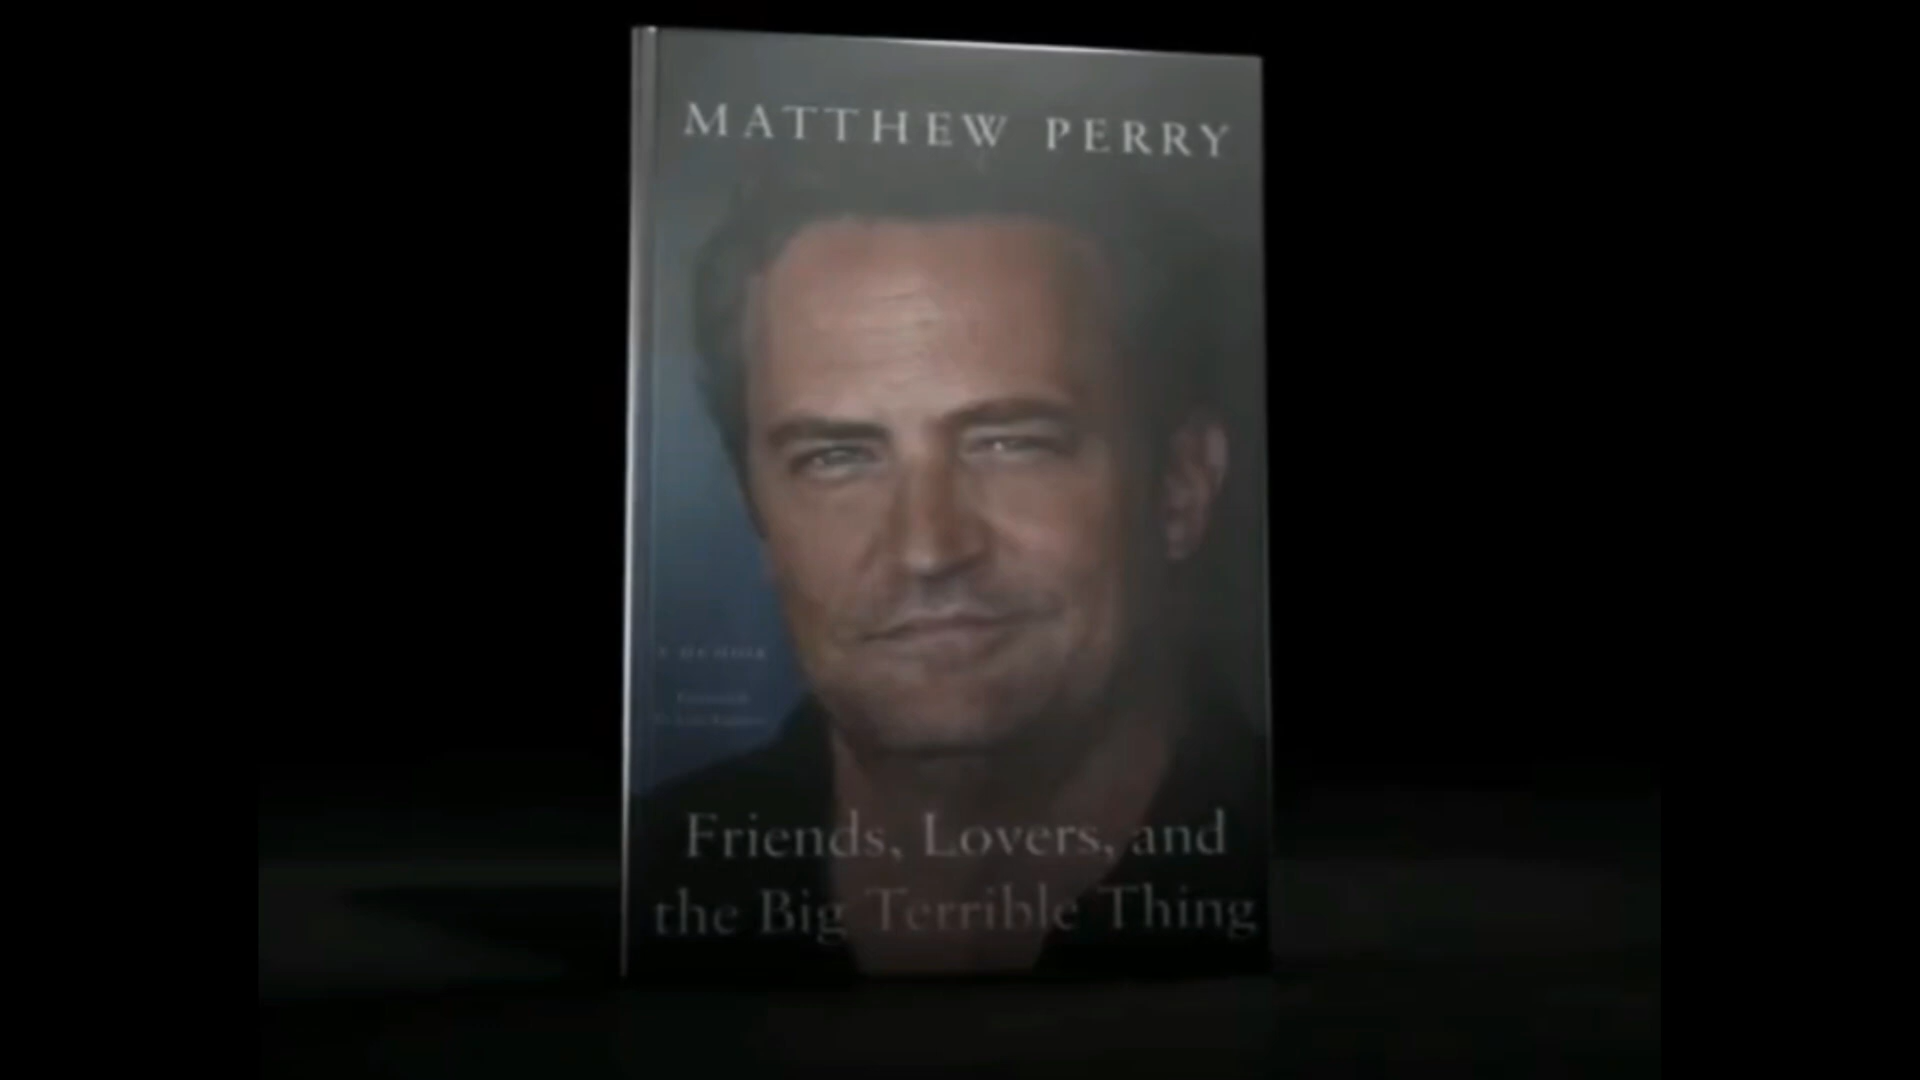 MATTHEW PERRY
Friends, Lovers, and
the Big Terrible Thing